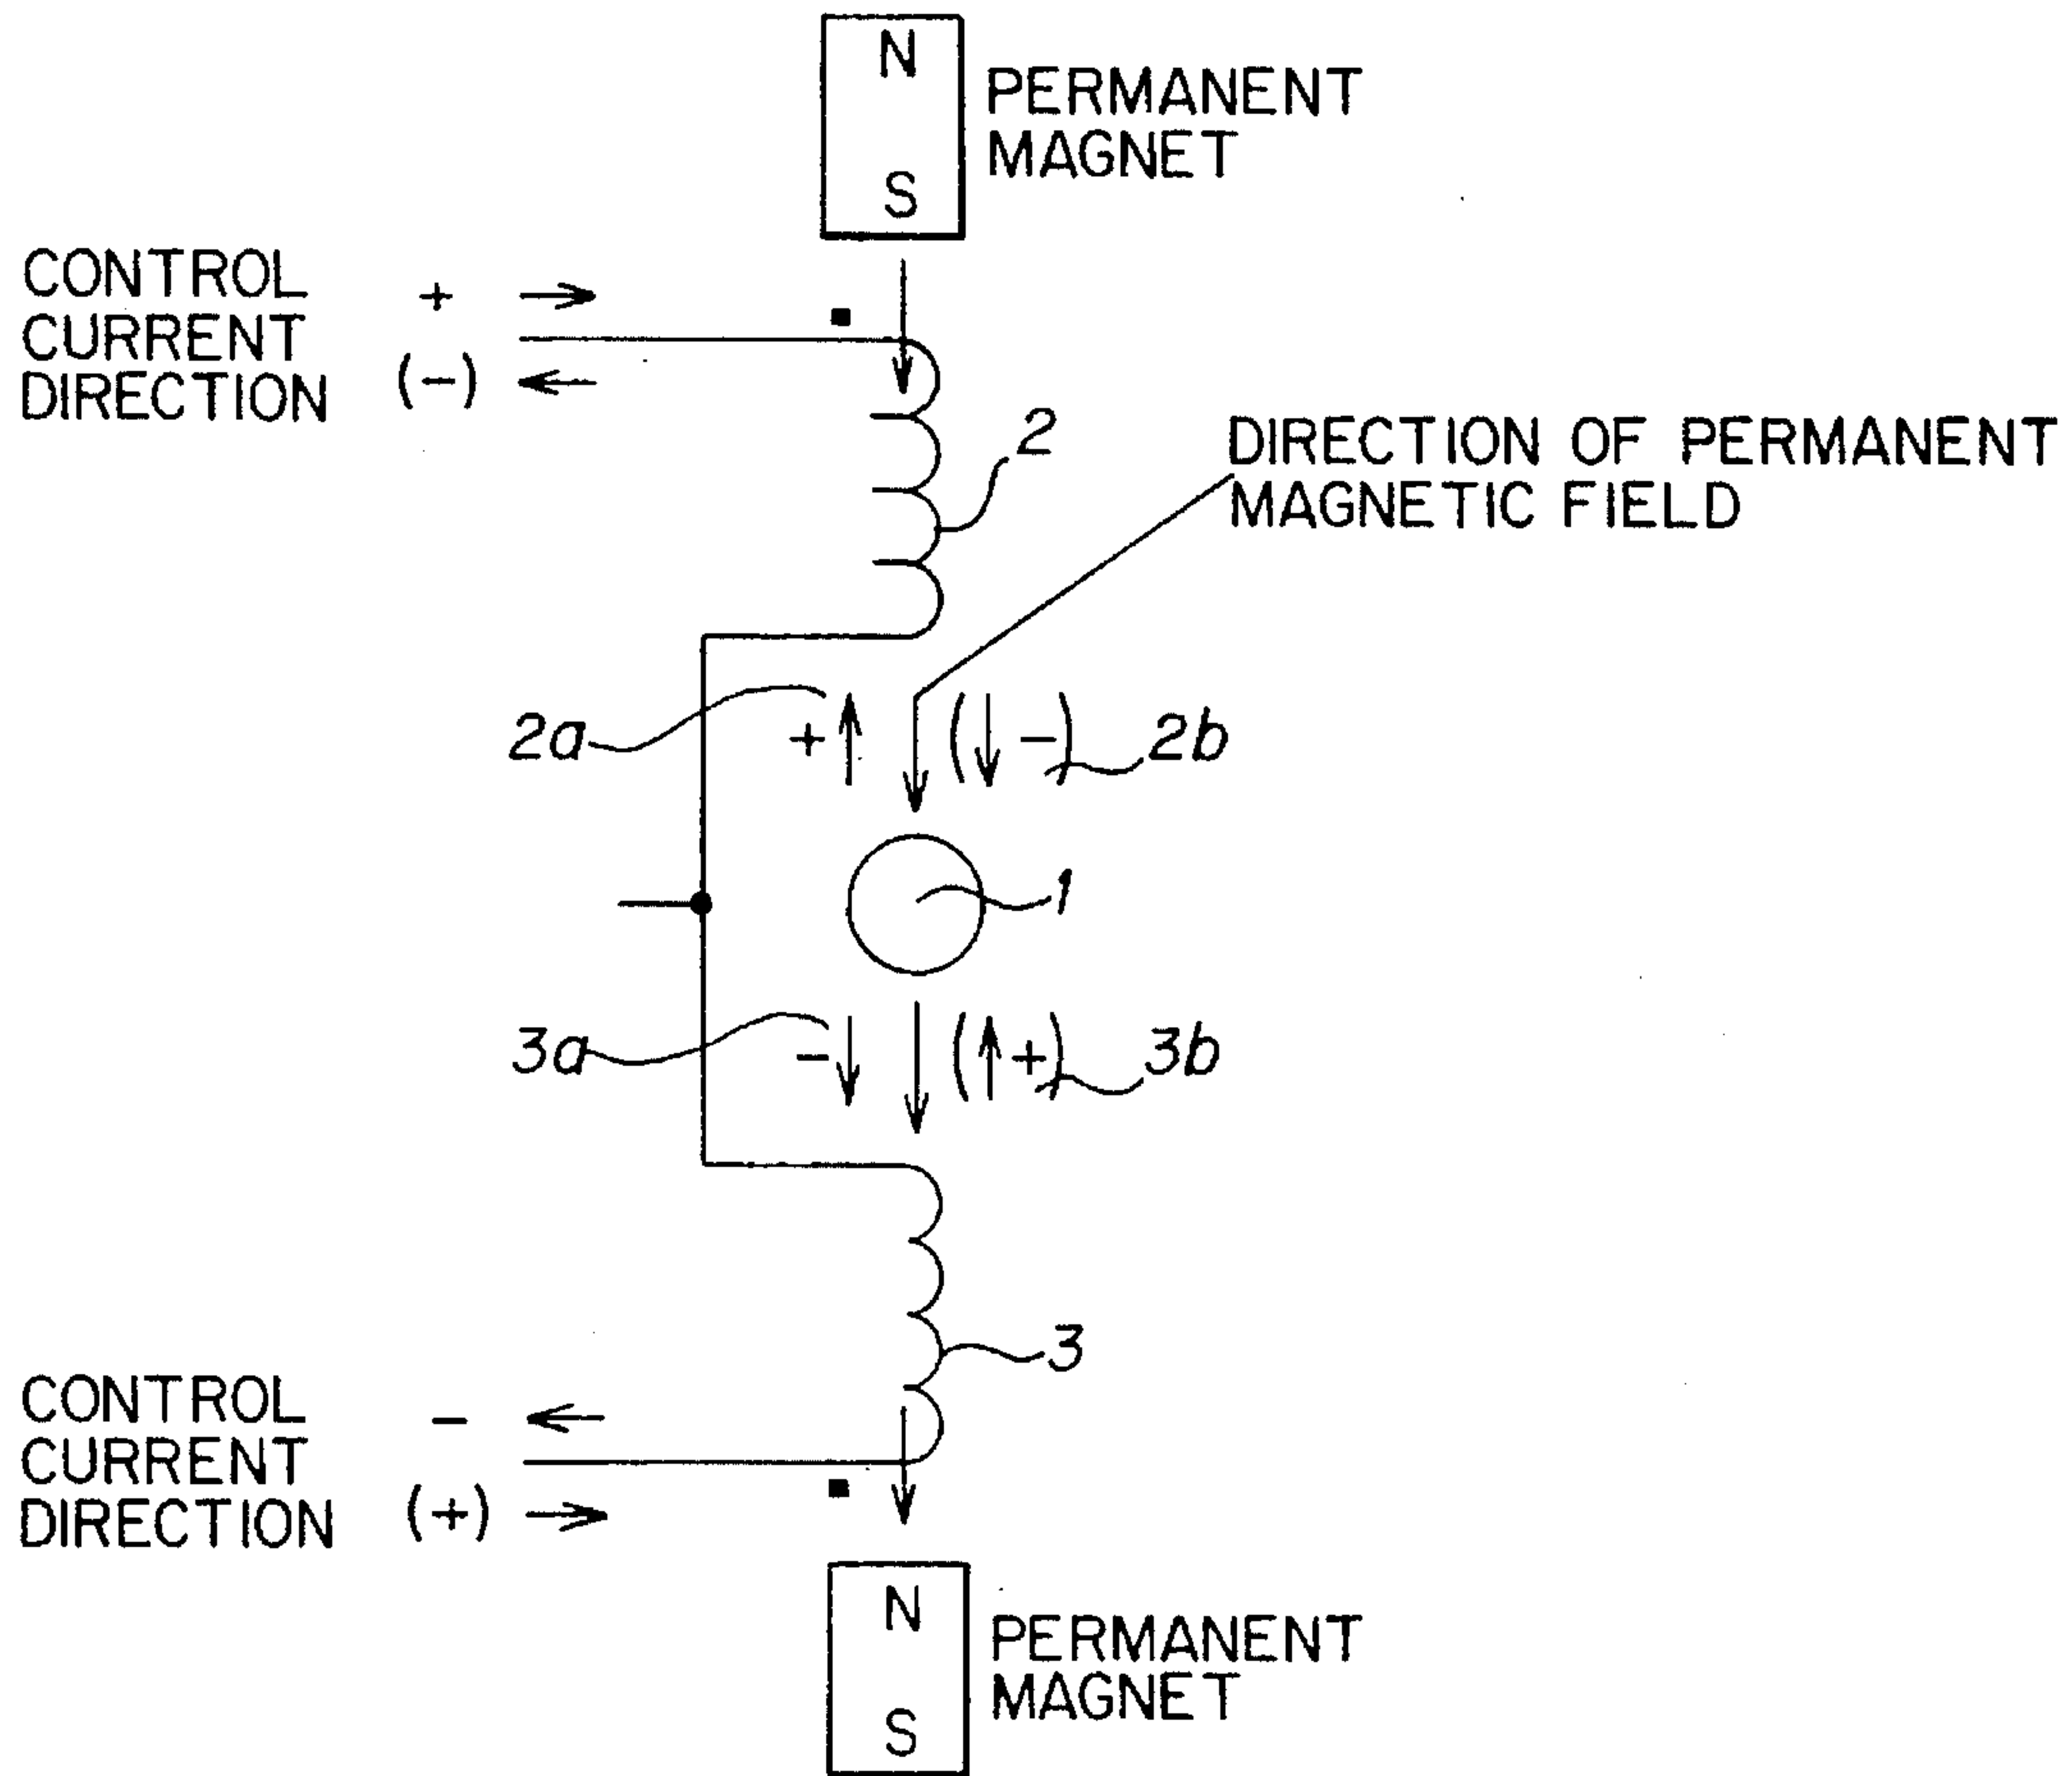 N
S
PERMANENT
MAGNET
CONTROL
CURRENT
DIRECTION
+
(-)
2
DIRECTION OF PERMANENT
MAGNETIC FIELD
2a
+
(-)
2b
1
3a
-
(+)
3b
3
CONTROL
CURRENT
DIRECTION
-
(+)
N
S
PERMANENT
MAGNET